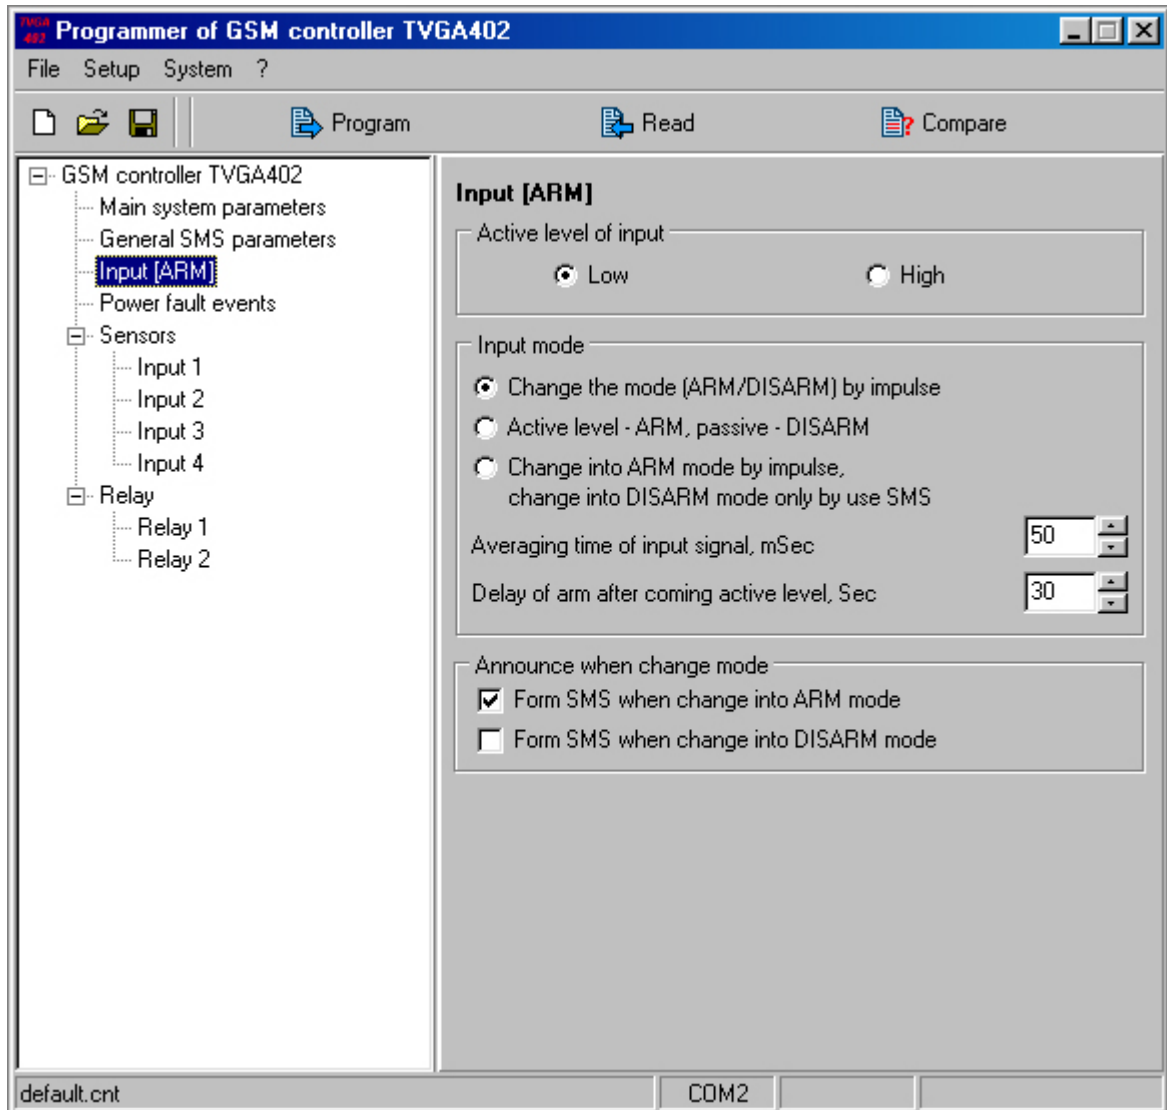 TVGA
402
Programmer of GSM controller TVGA402
File Setup System ?
Program Read Compare
GSM controller TVGA402
Main system parameters
General SMS parameters
Input [ARM]
Power fault events
Sensors
Input 1
Input 2
Input 3
Input 4
Relay
Relay 1
Relay 2
Input [ARM]
Active level of input
Low High
Input mode
Change the mode (ARM/DISARM) by impulse
Active level - ARM, passive - DISARM
Change into ARM mode by impulse,
change into DISARM mode only by use SMS
Averaging time of input signal, mSec 50
Delay of arm after coming active level, Sec 30
Announce when change mode
Form SMS when change into ARM mode
Form SMS when change into DISARM mode
default.cnt COM2